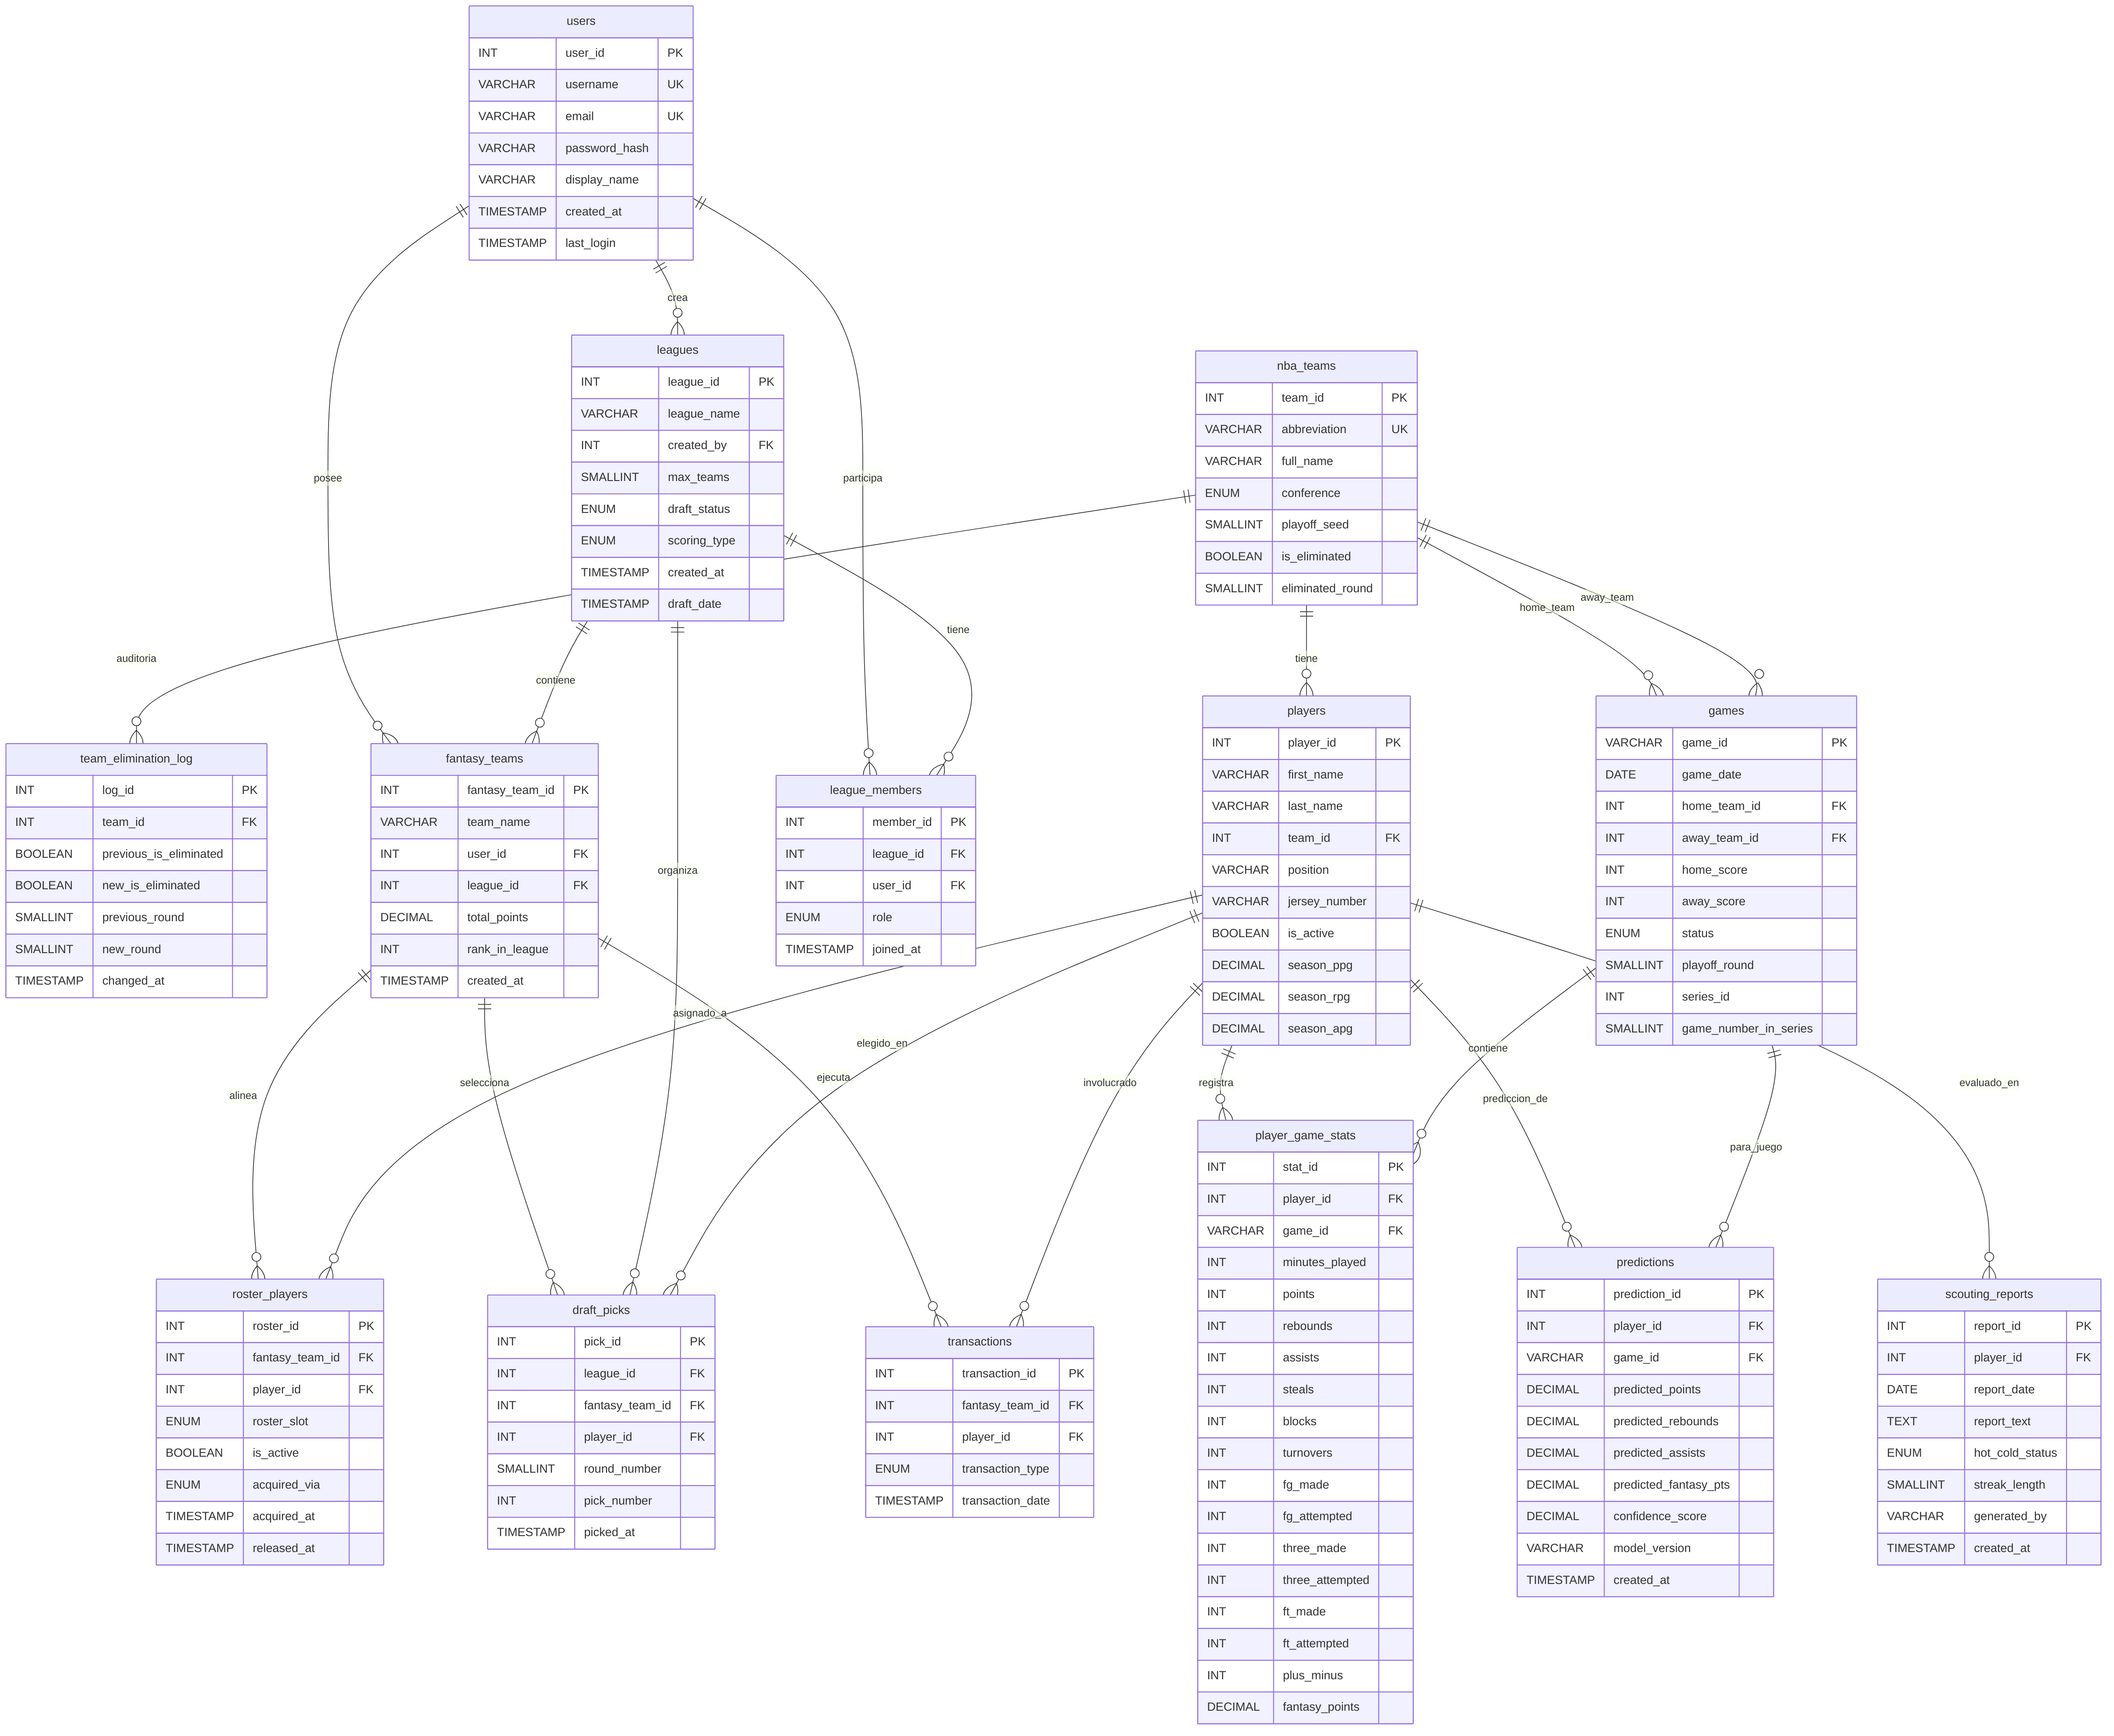 users
INT user_id PK
VARCHAR username UK
VARCHAR email UK
VARCHAR password_hash
VARCHAR display_name
TIMESTAMP created_at
TIMESTAMP last_login
crea
posee
participa
leagues
INT league_id PK
VARCHAR league_name
INT created_by FK
SMALLINT max_teams
ENUM draft_status
ENUM scoring_type
TIMESTAMP created_at
TIMESTAMP draft_date
nba_teams
INT team_id PK
VARCHAR abbreviation UK
VARCHAR full_name
ENUM conference
SMALLINT playoff_seed
BOOLEAN is_eliminated
SMALLINT eliminated_round
auditoria
contiene
tiene
tiene
home_team
away_team
team_elimination_log
INT log_id PK
INT team_id FK
BOOLEAN previous_is_eliminated
BOOLEAN new_is_eliminated
SMALLINT previous_round
SMALLINT new_round
TIMESTAMP changed_at
fantasy_teams
INT fantasy_team_id PK
VARCHAR team_name
INT user_id FK
INT league_id FK
DECIMAL total_points
INT rank_in_league
TIMESTAMP created_at
organiza
league_members
INT member_id PK
INT league_id FK
INT user_id FK
ENUM role
TIMESTAMP joined_at
players
INT player_id PK
VARCHAR first_name
VARCHAR last_name
INT team_id FK
VARCHAR position
VARCHAR jersey_number
BOOLEAN is_active
DECIMAL season_ppg
DECIMAL season_rpg
DECIMAL season_apg
games
VARCHAR game_id PK
DATE game_date
INT home_team_id FK
INT away_team_id FK
INT home_score
INT away_score
ENUM status
SMALLINT playoff_round
INT series_id
SMALLINT game_number_in_series
alinea
selecciona
asignado_a
ejecuta
elegido_en
involucrado
registra
contiene
prediccion_de
para_juego
evaluado_en
roster_players
INT roster_id PK
INT fantasy_team_id FK
INT player_id FK
ENUM roster_slot
BOOLEAN is_active
ENUM acquired_via
TIMESTAMP acquired_at
TIMESTAMP released_at
draft_picks
INT pick_id PK
INT league_id FK
INT fantasy_team_id FK
INT player_id FK
SMALLINT round_number
INT pick_number
TIMESTAMP picked_at
transactions
INT transaction_id PK
INT fantasy_team_id FK
INT player_id FK
ENUM transaction_type
TIMESTAMP transaction_date
player_game_stats
INT stat_id PK
INT player_id FK
VARCHAR game_id FK
INT minutes_played
INT points
INT rebounds
INT assists
INT steals
INT blocks
INT turnovers
INT fg_made
INT fg_attempted
INT three_made
INT three_attempted
INT ft_made
INT ft_attempted
INT plus_minus
DECIMAL fantasy_points
predictions
INT prediction_id PK
INT player_id FK
VARCHAR game_id FK
DECIMAL predicted_points
DECIMAL predicted_rebounds
DECIMAL predicted_assists
DECIMAL predicted_fantasy_pts
DECIMAL confidence_score
VARCHAR model_version
TIMESTAMP created_at
scouting_reports
INT report_id PK
INT player_id FK
DATE report_date
TEXT report_text
ENUM hot_cold_status
SMALLINT streak_length
VARCHAR generated_by
TIMESTAMP created_at